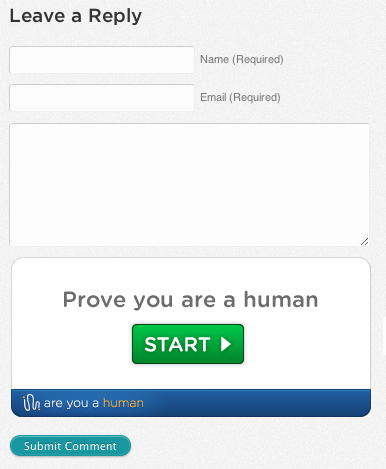 Leave a Reply
Name (Required)
Email (Required)
Prove you are a human
START
are you a human
Submit Comment